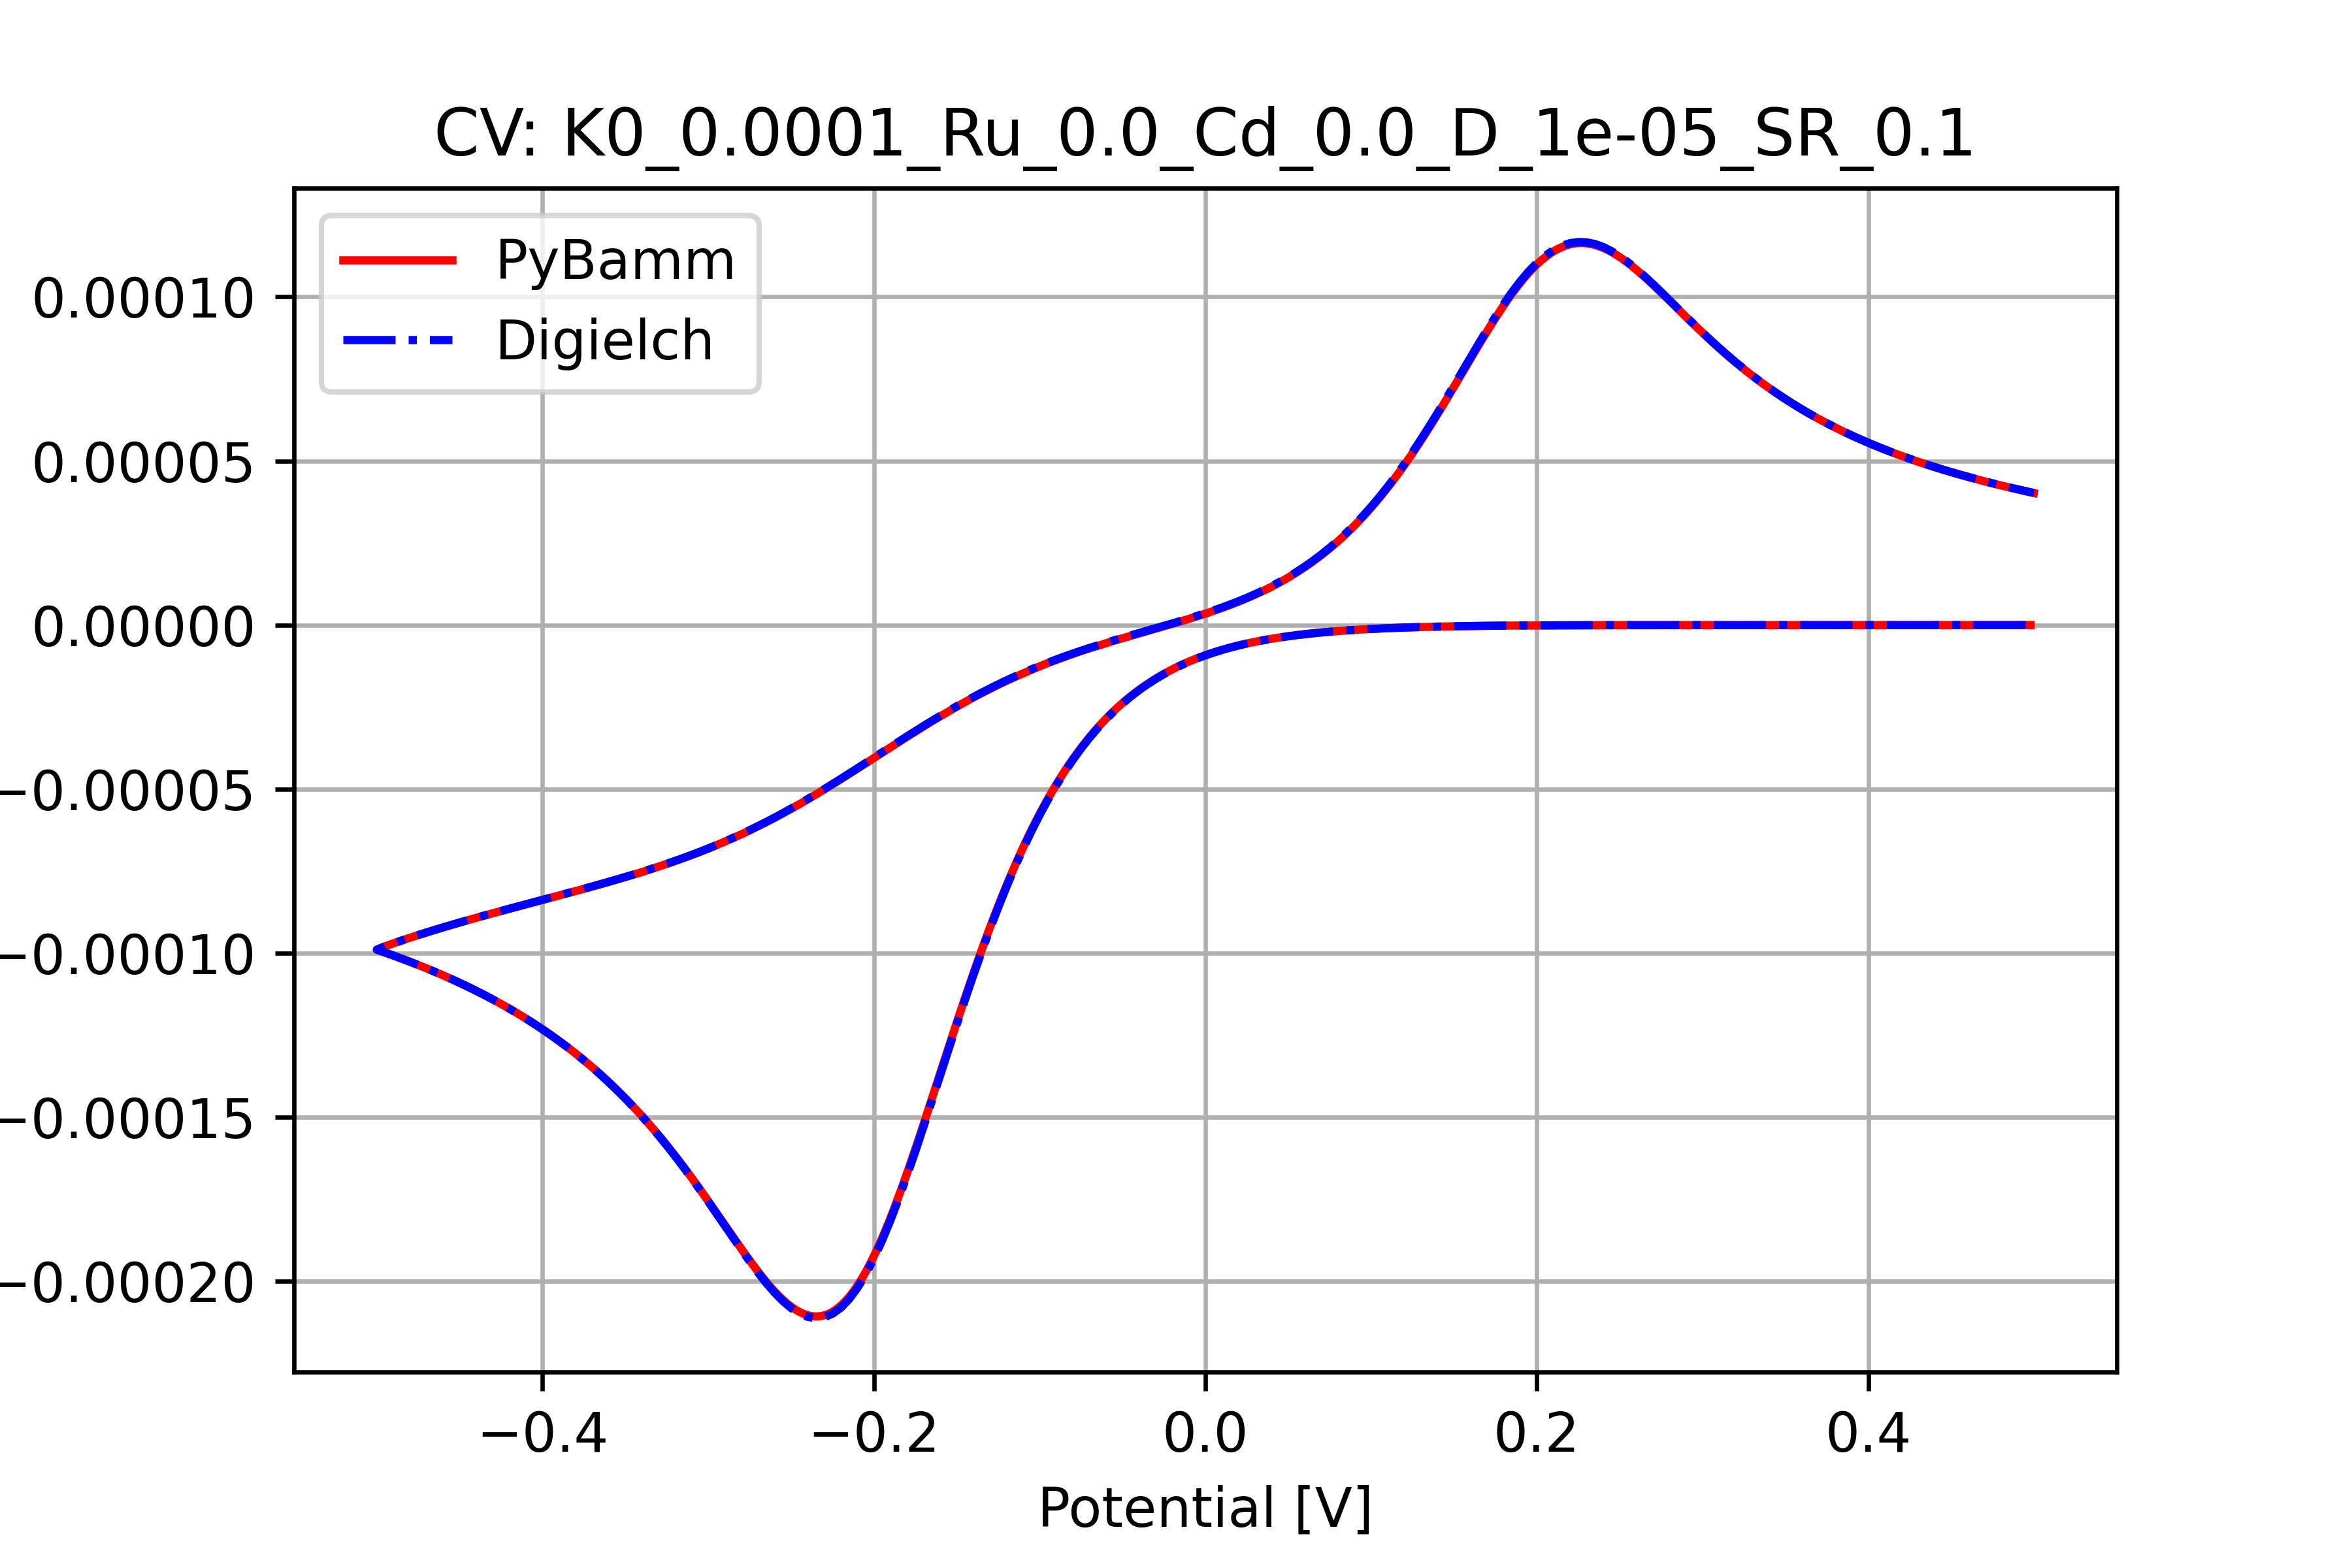 CV: K0_0.0001_Ru_0.0_Cd_0.0_D_1e-05_SR_0.1
PyBamm
Digielch
0.00010
0.00005
0.00000
−0.00005
−0.00010
−0.00015
−0.00020
−0.4 −0.2 0.0 0.2 0.4
Potential [V]